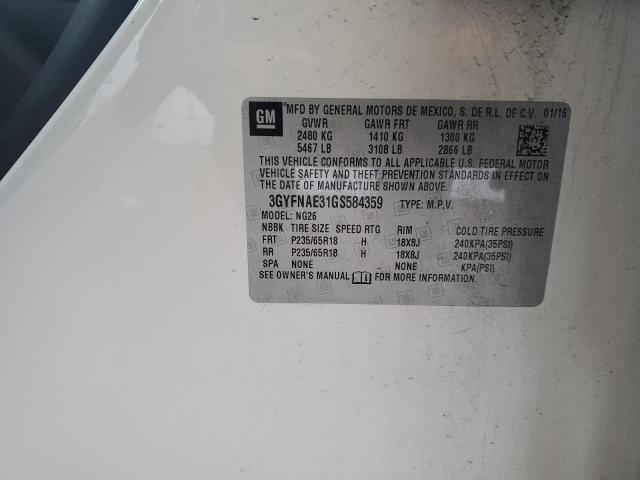 GM
MFD BY GENERAL MOTORS DE MEXICO, S. DE R.L. DE C.V. 01/16
GVWR GAWR FRT GAWR RR
2480 KG 1410 KG 1300 KG
5467 LB 3108 LB 2866 LB
THIS VEHICLE CONFORMS TO ALL APPLICABLE U.S. FEDERAL MOTOR
VEHICLE SAFETY AND THEFT PREVENTION STANDARDS IN EFFECT ON
THE DATE OF MANUFACTURE SHOWN ABOVE.
3GYFNAE31GS584359 TYPE: M.P.V.
MODEL: NG26
NBBK TIRE SIZE SPEED RTG RIM COLD TIRE PRESSURE
FRT P235/65R18 H 18X8J 240KPA(35PSI)
RR P235/65R18 H 18X8J 240KPA(35PSI)
SPA NONE NONE KPA(PSI)
SEE OWNER'S MANUAL FOR MORE INFORMATION.